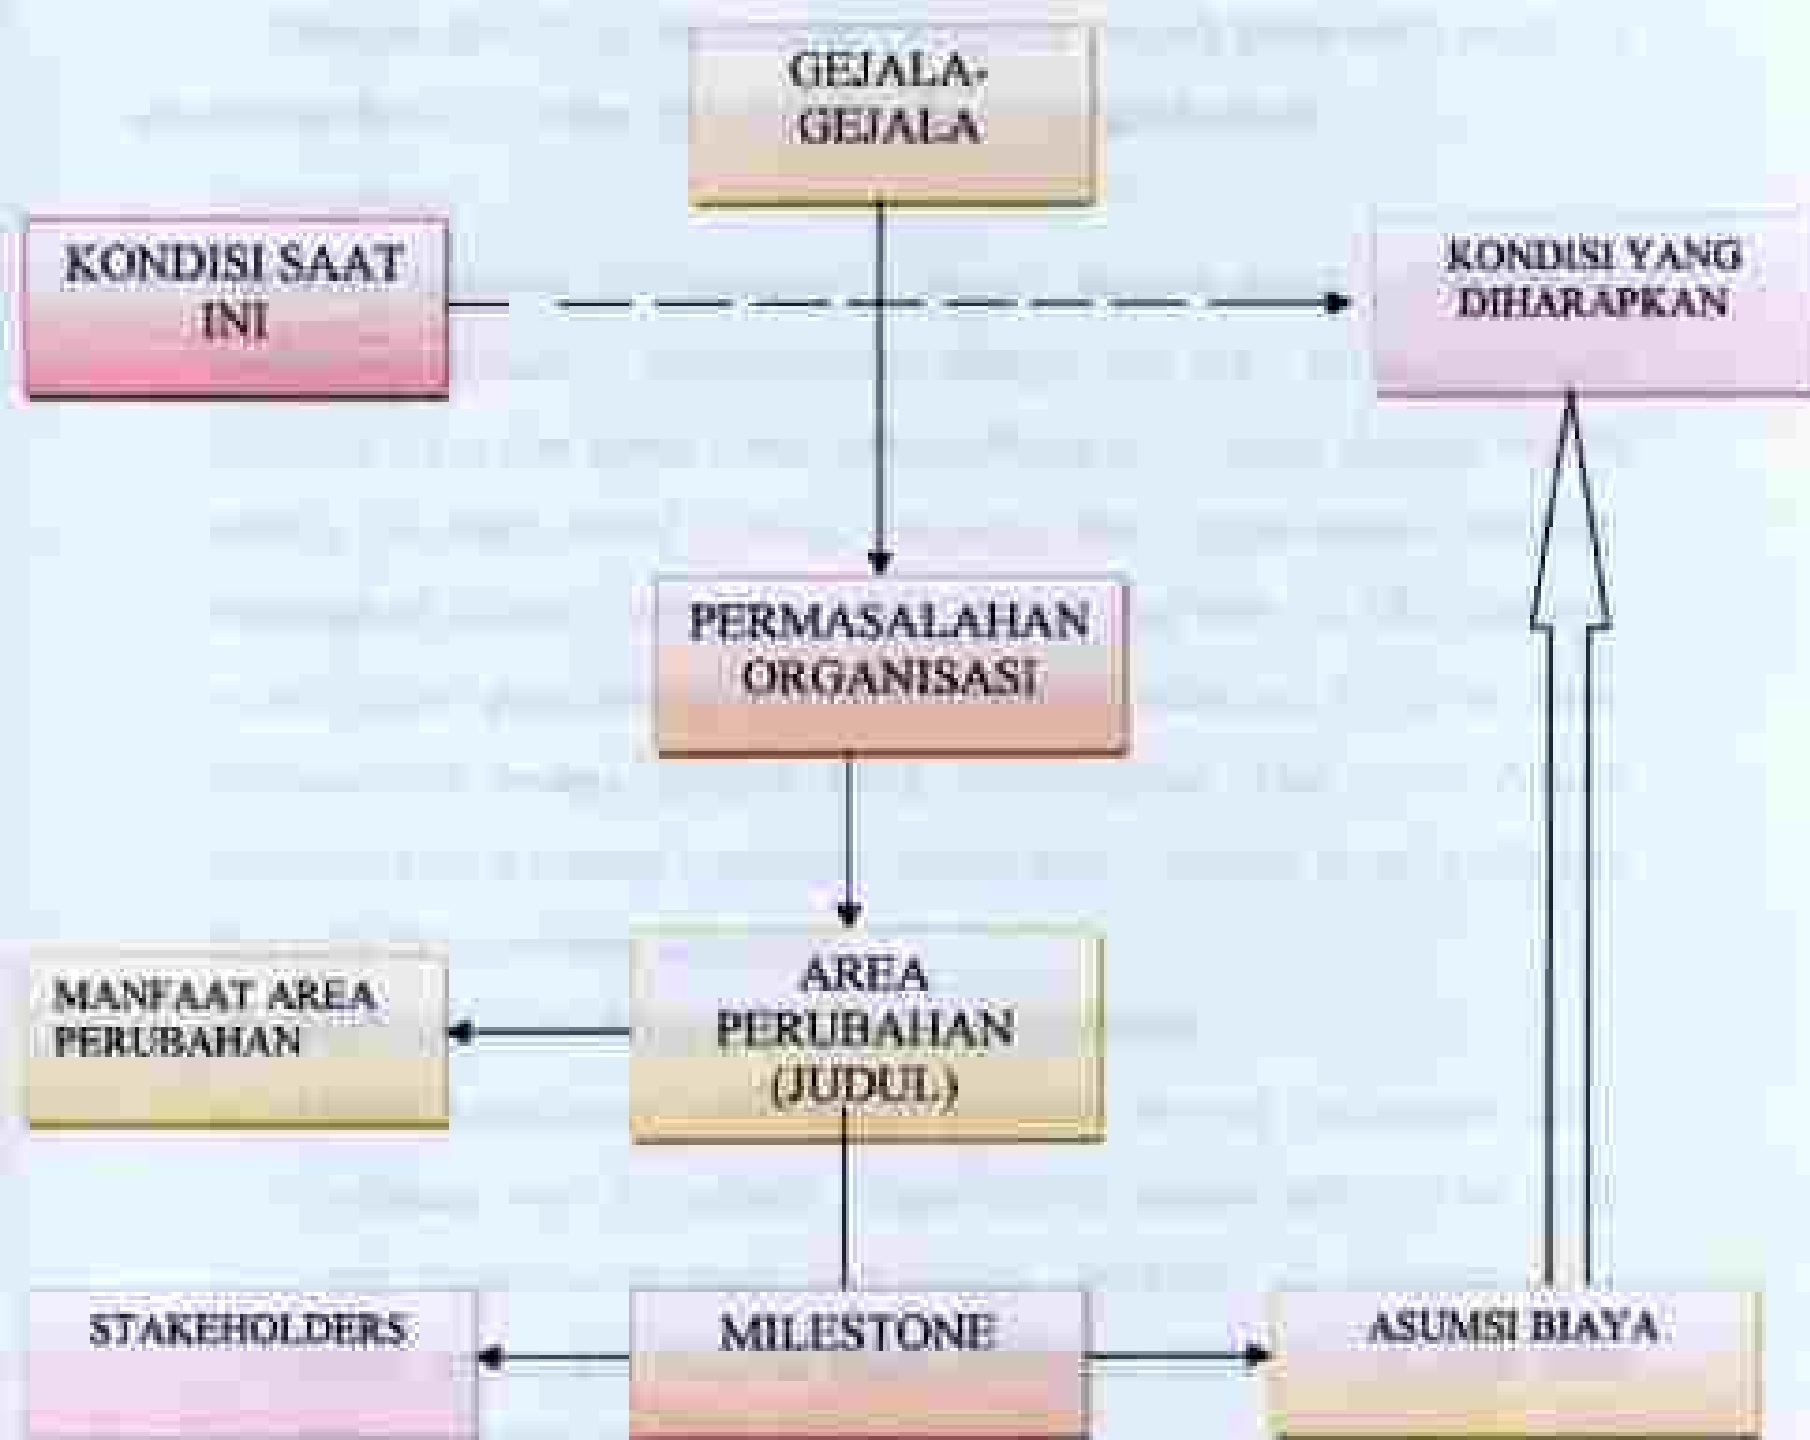 GEJALA-
GEJALA
KONDISI SAAT
INI
KONDISI YANG
DIHARAPKAN
PERMASALAHAN
ORGANISASI
MANFAAT AREA
PERUBAHAN
AREA
PERUBAHAN
(JUDUL)
STAKEHOLDERS
MILESTONE
ASUMSI BIAYA